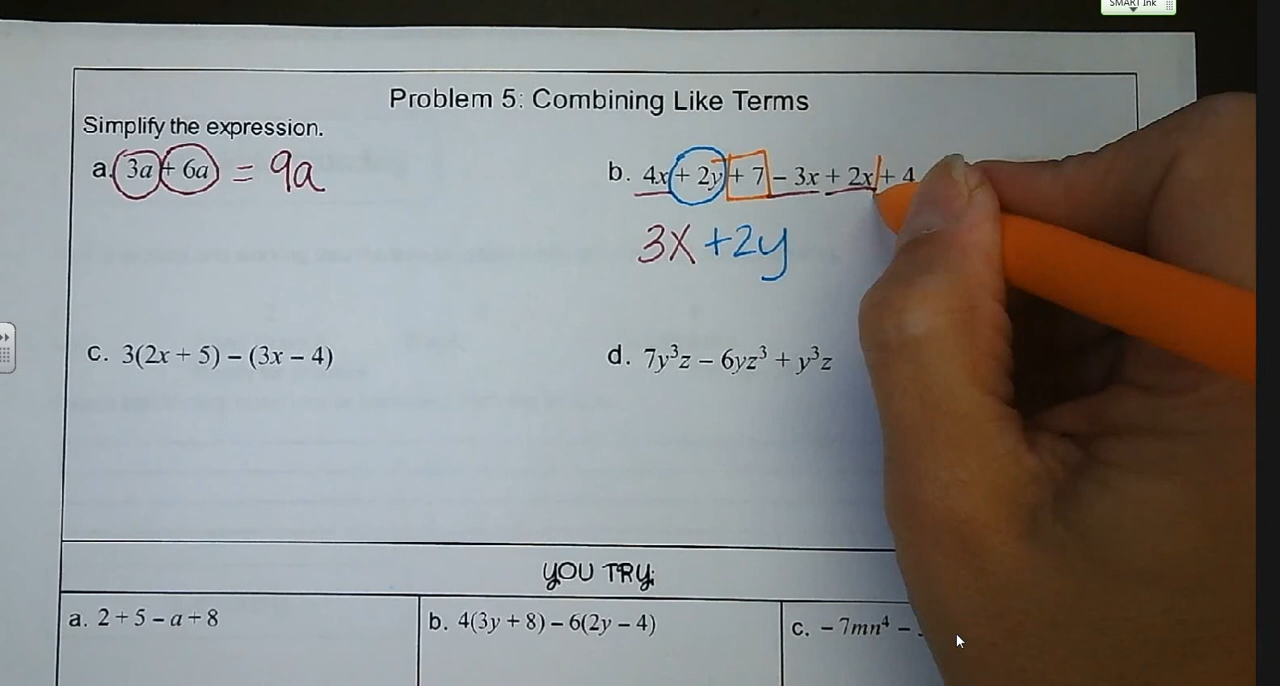 SMART Ink
Problem 5: Combining Like Terms
Simplify the expression.
a. 3a + 6a = 9a
b. 4x + 2y + 7 – 3x + 2x + 4
3x + 2y
c. 3(2x + 5) – (3x – 4)
d. 7y³z – 6yz³ + y³z
YOU TRY:
a. 2 + 5 – a + 8
b. 4(3y + 8) – 6(2y – 4)
c. – 7mn⁴ –